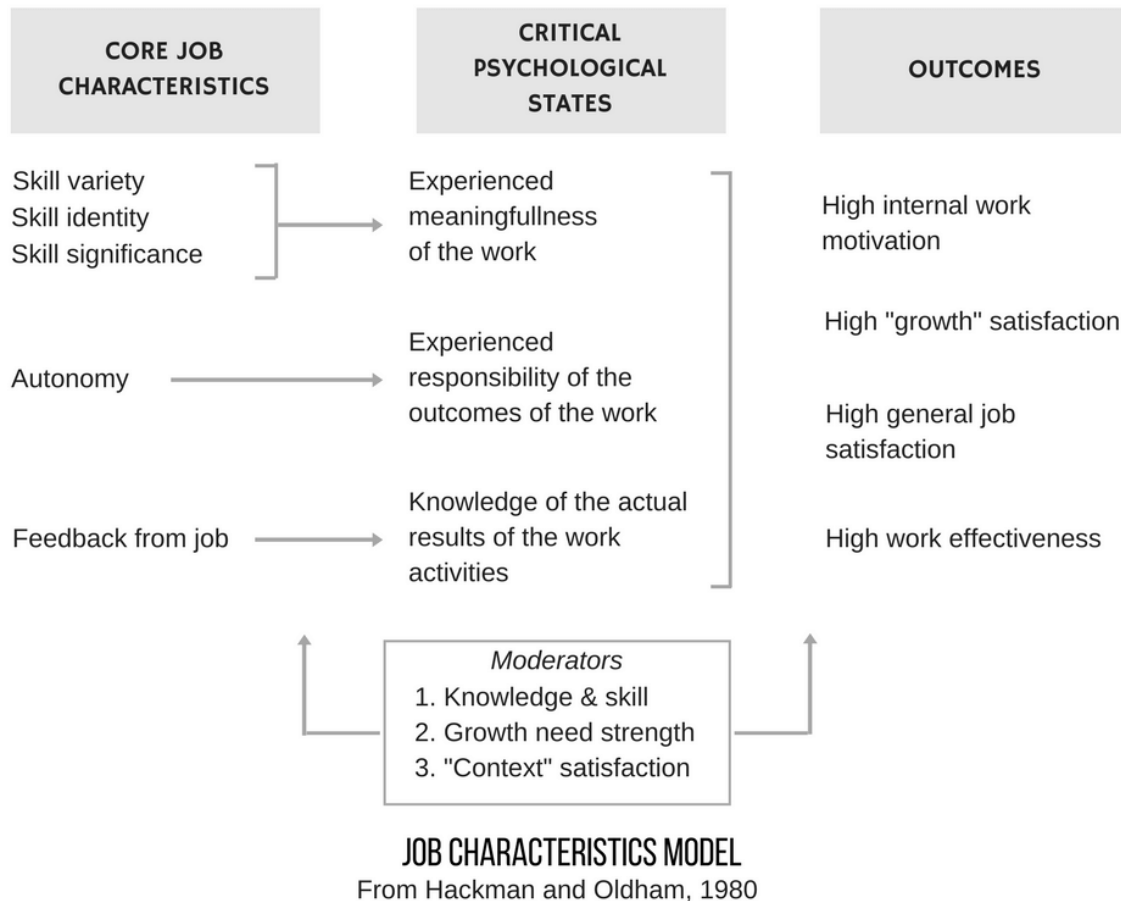 CORE JOB
CHARACTERISTICS
CRITICAL
PSYCHOLOGICAL
STATES
OUTCOMES
Skill variety
Skill identity
Skill significance
Experienced
meaningfullness
of the work
High internal work
motivation
High "growth" satisfaction
Autonomy
Experienced
responsibility of the
outcomes of the work
High general job
satisfaction
Feedback from job
Knowledge of the actual
results of the work
activities
High work effectiveness
Moderators
1. Knowledge & skill
2. Growth need strength
3. "Context" satisfaction
JOB CHARACTERISTICS MODEL
From Hackman and Oldham, 1980